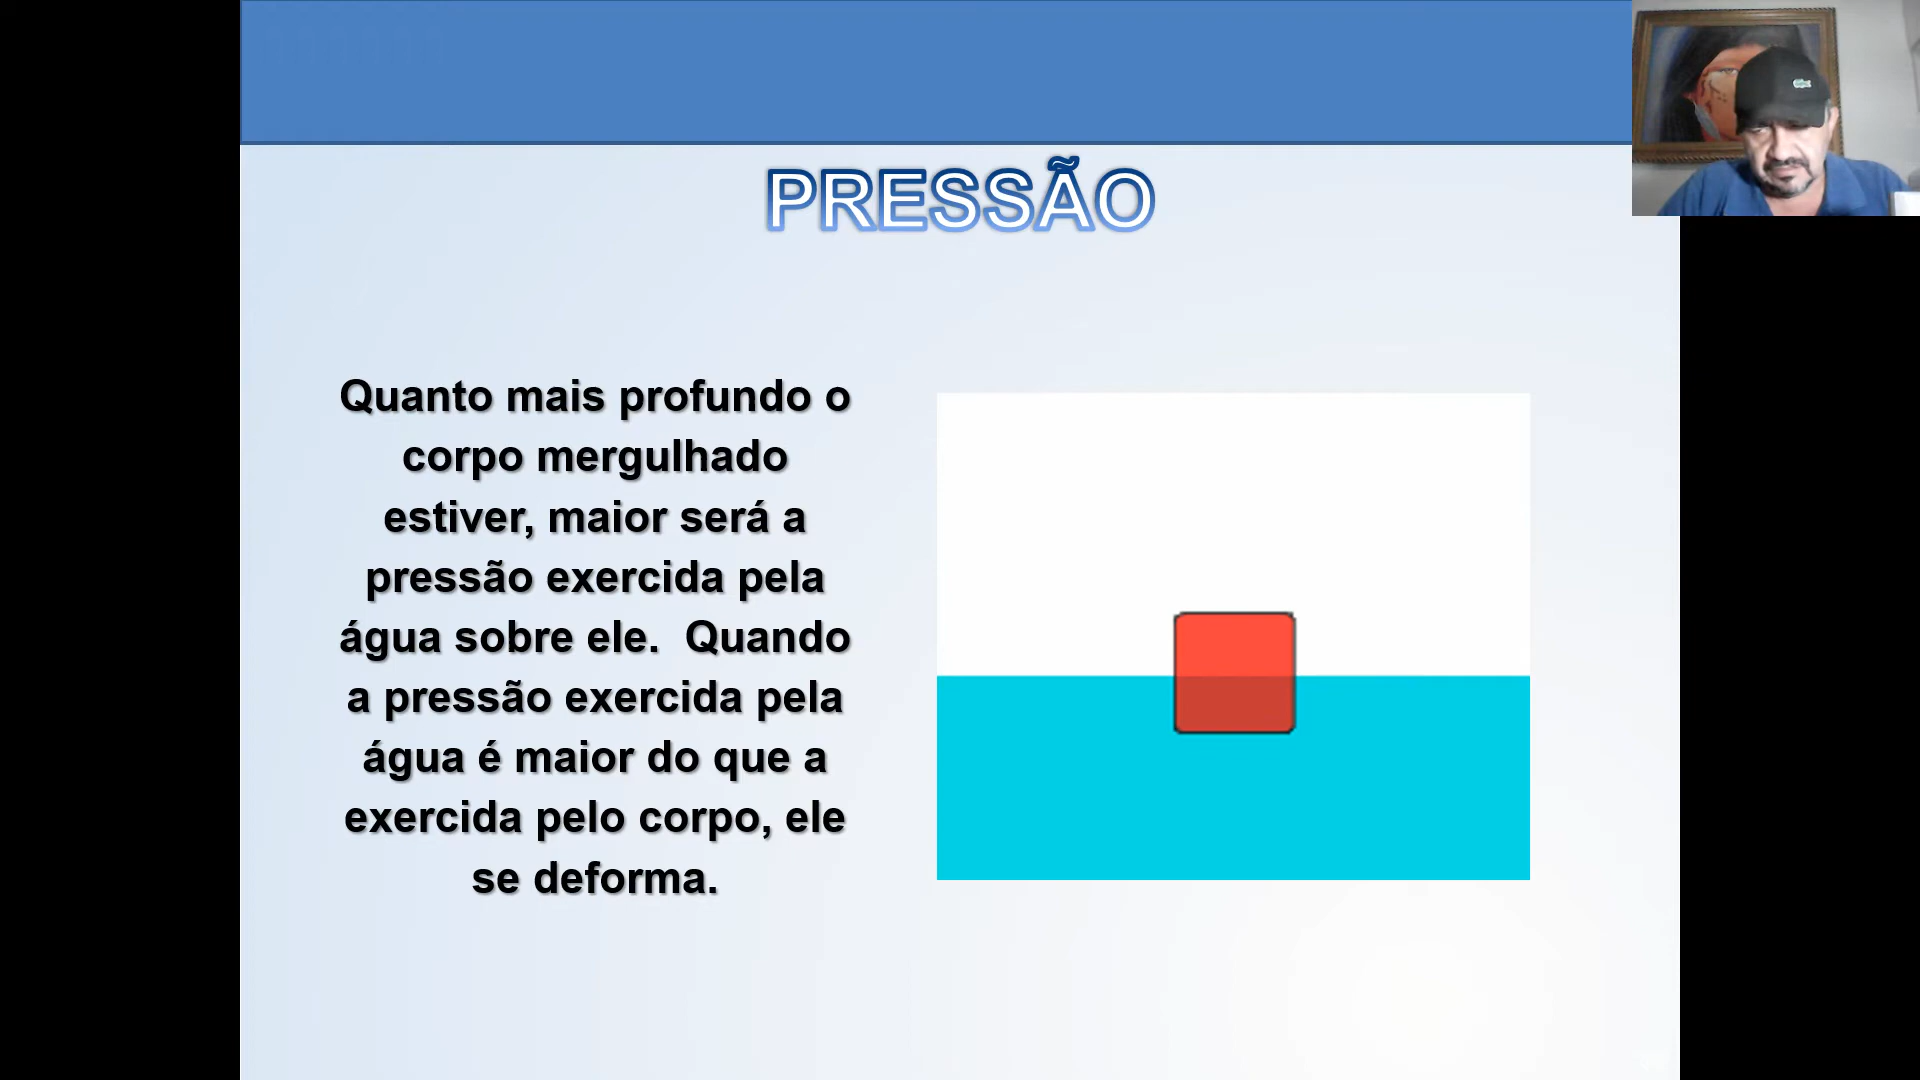 PRESSÃO
Quanto mais profundo o
corpo mergulhado
estiver, maior será a
pressão exercida pela
água sobre ele.  Quando
a pressão exercida pela
água é maior do que a
exercida pelo corpo, ele
se deforma.